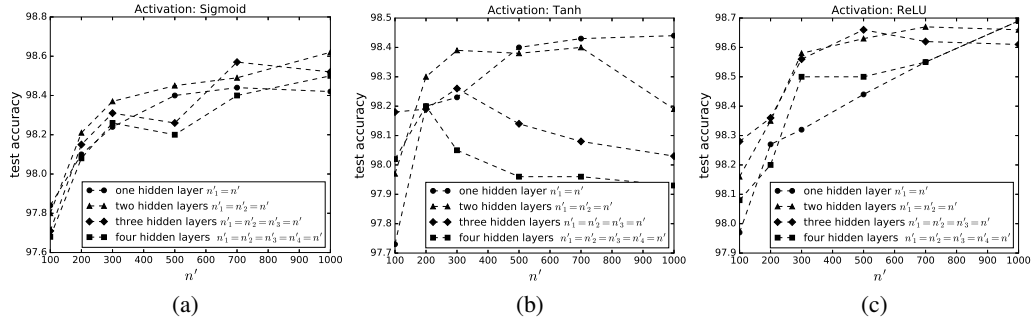 Activation: Sigmoid
98.8
98.6
98.4
98.2
98.0
97.8
97.6
test accuracy
100 200 300 400 500 600 700 800 900 1000
n′
one hidden layer n′₁=n′
two hidden layers n′₁=n′₂=n′
three hidden layers n′₁=n′₂=n′₃=n′
four hidden layers n′₁=n′₂=n′₃=n′₄=n′
(a)
Activation: Tanh
98.5
98.4
98.3
98.2
98.1
98.0
97.9
97.8
97.7
test accuracy
100 200 300 400 500 600 700 800 900 1000
n′
one hidden layer n′₁=n′
two hidden layers n′₁=n′₂=n′
three hidden layers n′₁=n′₂=n′₃=n′
four hidden layers n′₁=n′₂=n′₃=n′₄=n′
(b)
Activation: ReLU
98.7
98.6
98.5
98.4
98.3
98.2
98.1
98.0
97.9
test accuracy
100 200 300 400 500 600 700 800 900 1000
n′
one hidden layer n′₁=n′
two hidden layers n′₁=n′₂=n′
three hidden layers n′₁=n′₂=n′₃=n′
four hidden layers n′₁=n′₂=n′₃=n′₄=n′
(c)